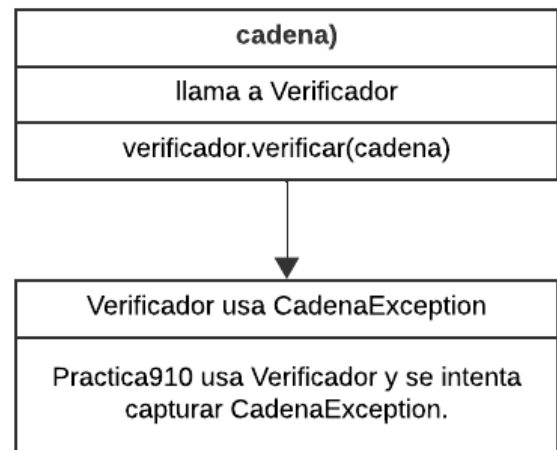 cadena)
llama a Verificador
verificador.verificar(cadena)
Verificador usa CadenaException
Practica910 usa Verificador y se intenta
capturar CadenaException.